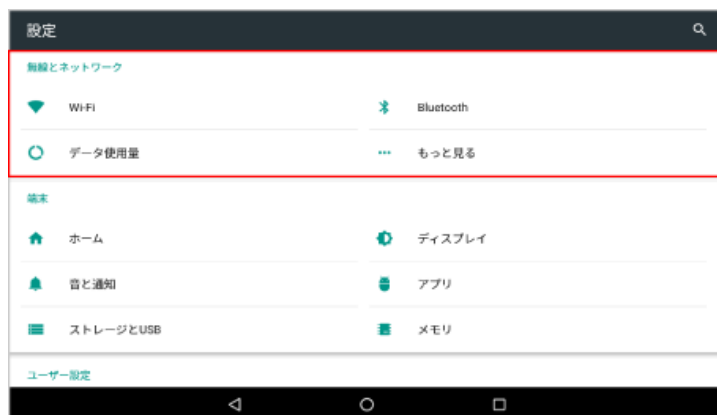 設定
無線とネットワーク
Wi-Fi
Bluetooth
データ使用量
もっと見る
端末
ホーム
ディスプレイ
音と通知
アプリ
ストレージとUSB
メモリ
ユーザー設定